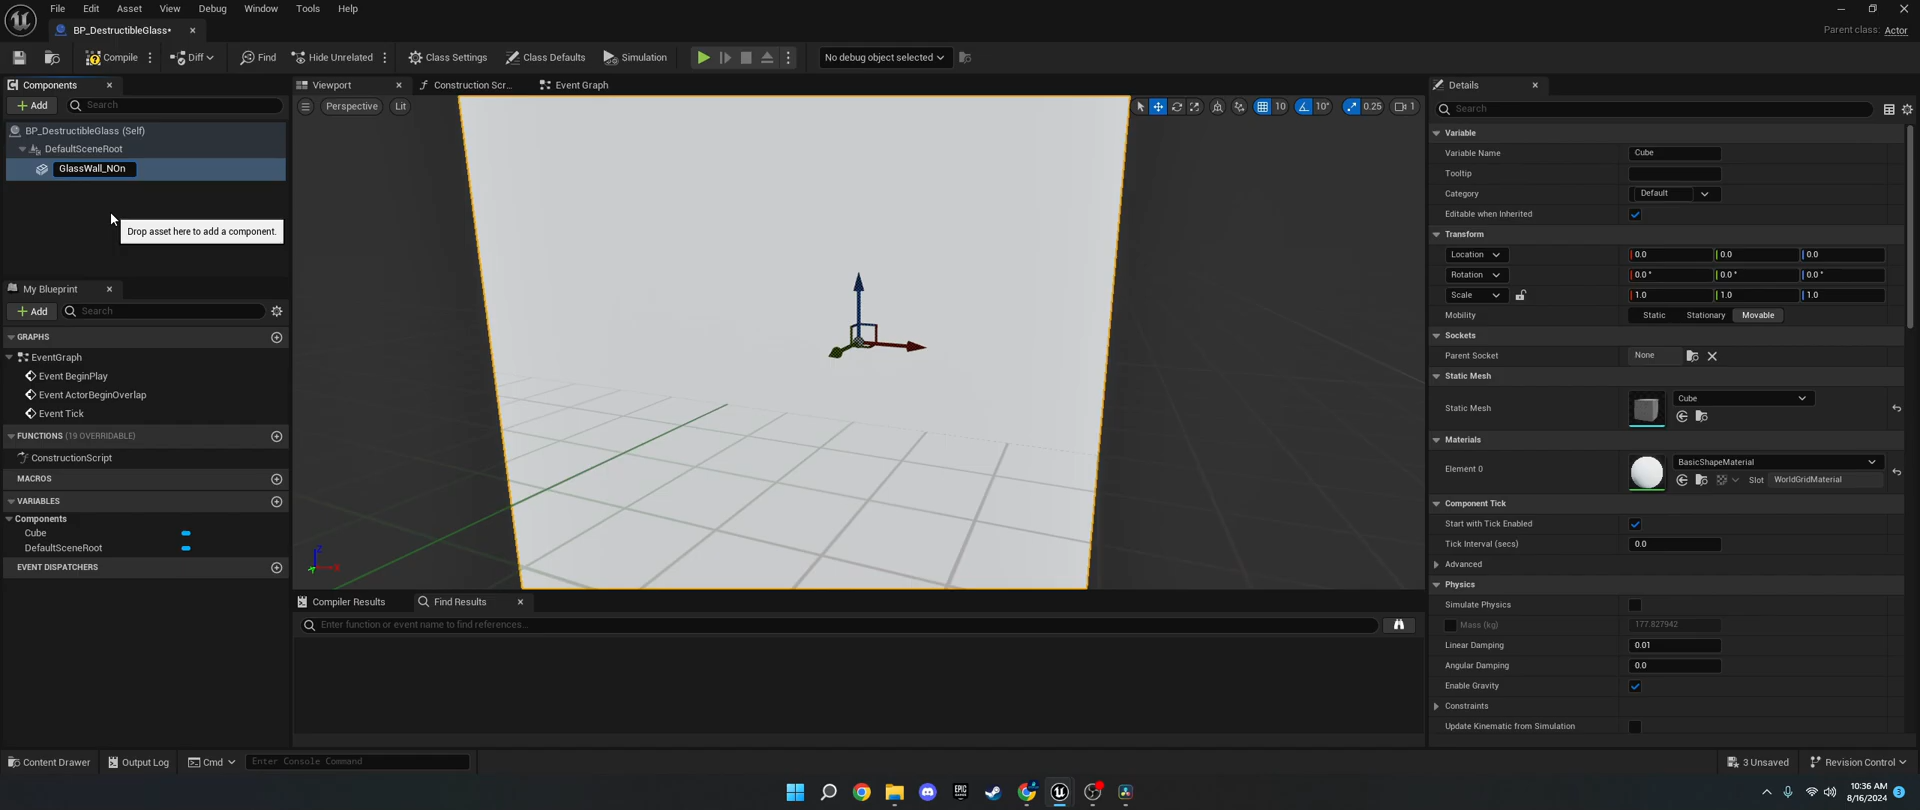 File Edit Asset View Debug Window Tools Help
BP_DestructibleGlass•
Parent class: Actor
Compile Diff Find Hide Unrelated Class Settings Class Defaults Simulation No debug object selected
Components
Viewport Construction Scr... Event Graph
Details
Add Search
Perspective Lit 10 10° 0.25 1
Search
BP_DestructibleGlass (Self)
DefaultSceneRoot
GlassWall_NOn
Drop asset here to add a component.
My Blueprint
Add Search
GRAPHS
EventGraph
Event BeginPlay
Event ActorBeginOverlap
Event Tick
FUNCTIONS (19 OVERRIDABLE)
ConstructionScript
MACROS
VARIABLES
Components
Cube
DefaultSceneRoot
EVENT DISPATCHERS
Z
X
Compiler Results Find Results
Enter function or event name to find references...
Variable
Variable Name Cube
Tooltip
Category Default
Editable when Inherited
Transform
Location 0.0 0.0 0.0
Rotation 0.0 ° 0.0 ° 0.0 °
Scale 1.0 1.0 1.0
Mobility Static Stationary Movable
Sockets
Parent Socket None
Static Mesh
Static Mesh Cube
Materials
Element 0 BasicShapeMaterial
Slot WorldGridMaterial
Component Tick
Start with Tick Enabled
Tick Interval (secs) 0.0
Advanced
Physics
Simulate Physics
Mass (kg) 177.827942
Linear Damping 0.01
Angular Damping 0.0
Enable Gravity
Constraints
Update Kinematic from Simulation
Content Drawer Output Log Cmd Enter Console Command 3 Unsaved Revision Control
EPIC GAMES
10:36 AM
8/16/2024 3